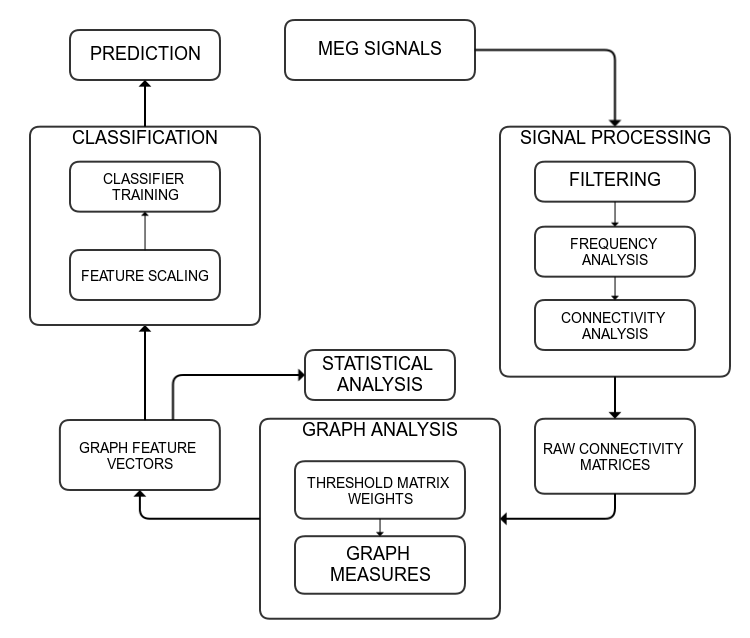 PREDICTION
MEG SIGNALS
CLASSIFICATION
CLASSIFIER
TRAINING
FEATURE SCALING
SIGNAL PROCESSING
FILTERING
FREQUENCY
ANALYSIS
CONNECTIVITY
ANALYSIS
STATISTICAL
ANALYSIS
GRAPH FEATURE
VECTORS
GRAPH ANALYSIS
THRESHOLD MATRIX
WEIGHTS
GRAPH
MEASURES
RAW CONNECTIVITY
MATRICES